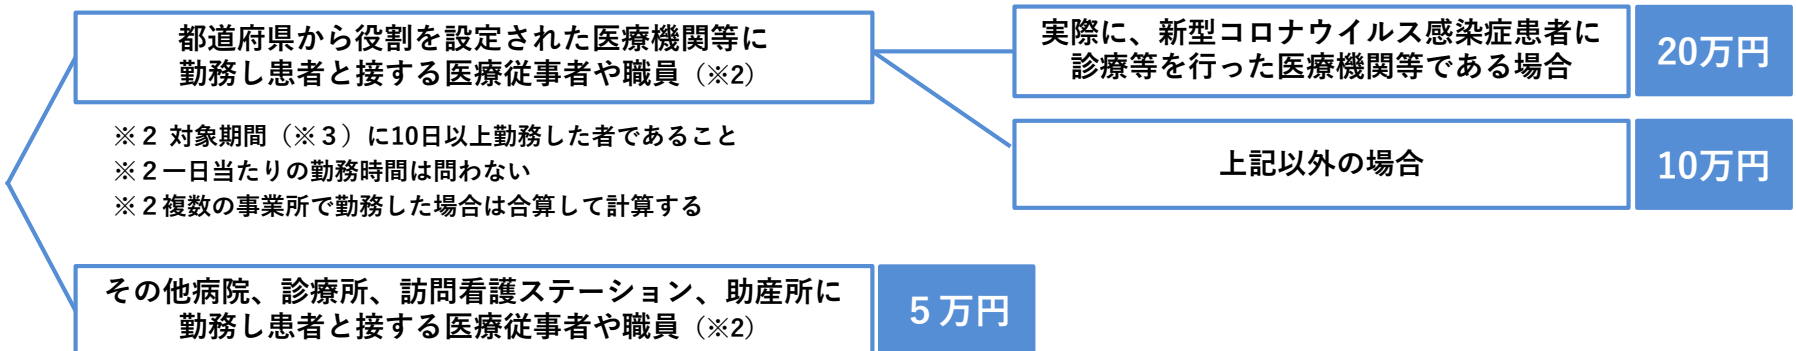 都道府県から役割を設定された医療機関等に
勤務し患者と接する医療従事者や職員（※2）
実際に、新型コロナウイルス感染症患者に
診療等を行った医療機関等である場合
20万円
※２ 対象期間（※３）に10日以上勤務した者であること
※２一日当たりの勤務時間は問わない
※２複数の事業所で勤務した場合は合算して計算する
上記以外の場合
10万円
その他病院、診療所、訪問看護ステーション、助産所に
勤務し患者と接する医療従事者や職員（※2）
５万円